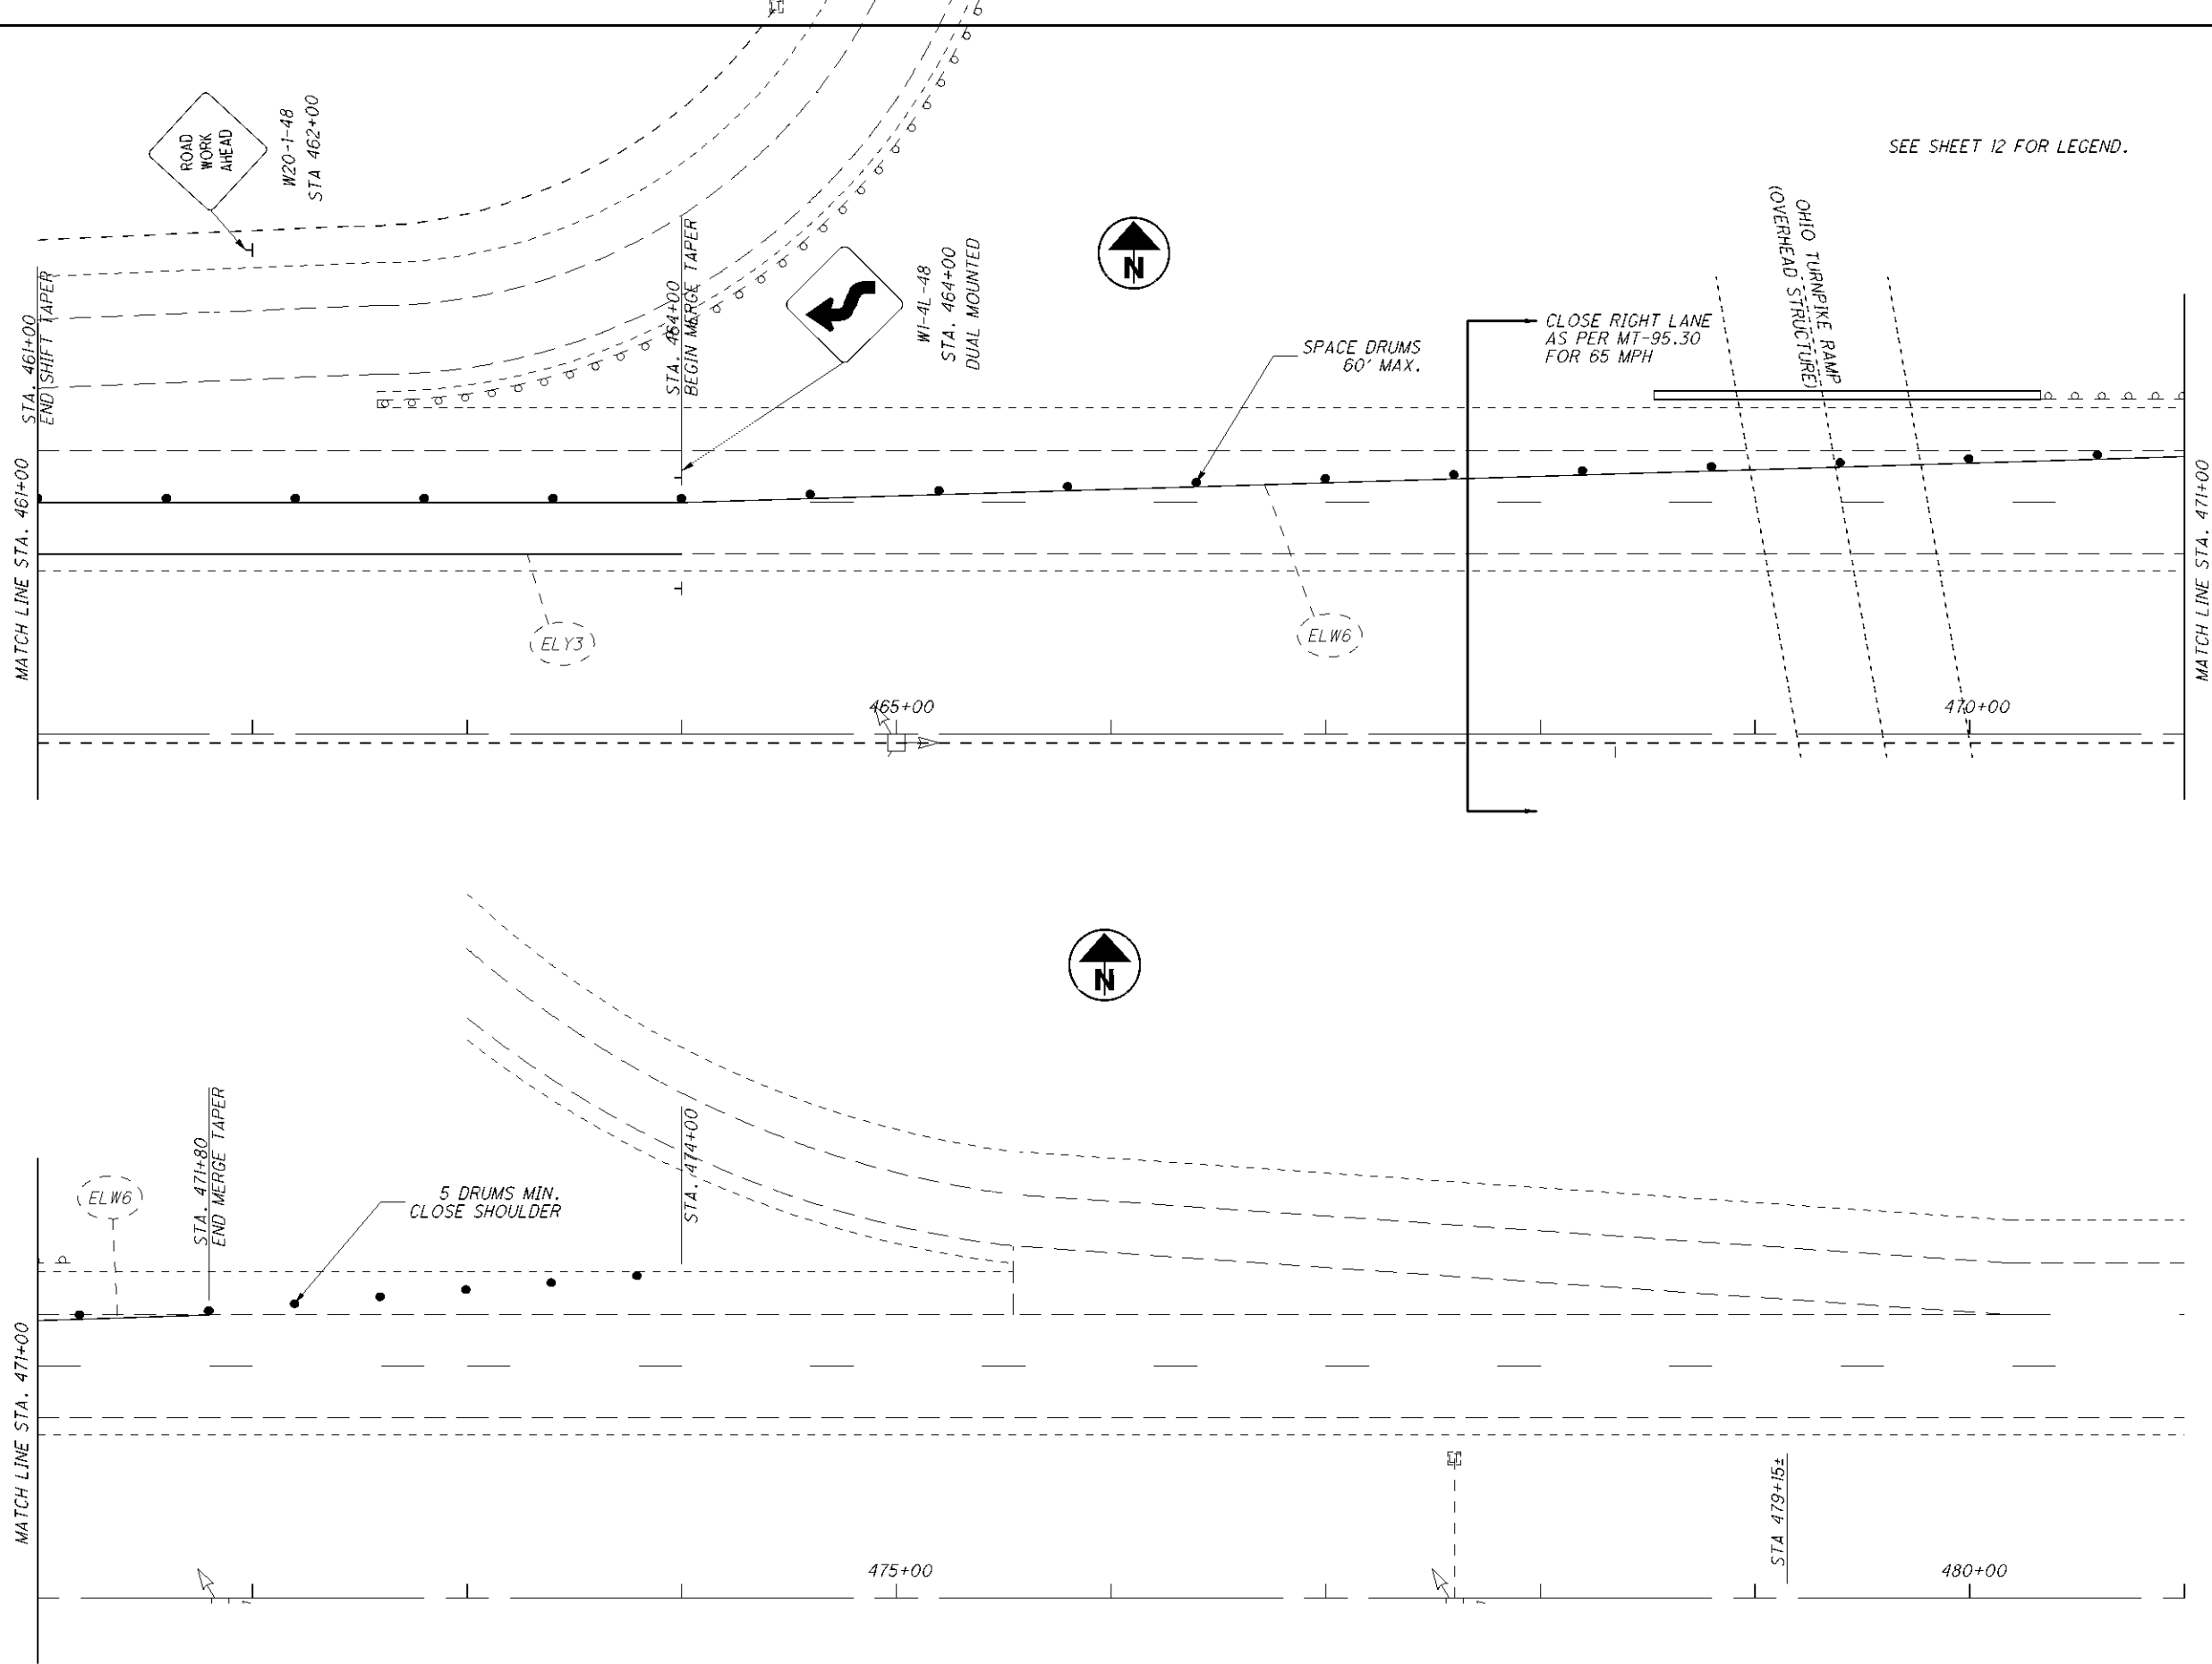 ROAD
WORK
AHEAD
W20-1-48
STA 462+00
SEE SHEET 12 FOR LEGEND.
STA. 461+00
END SHIFT TAPER
STA. 464+00
BEGIN MERGE TAPER
W1-4L-48
STA. 464+00
DUAL MOUNTED
N
SPACE DRUMS
60' MAX.
CLOSE RIGHT LANE
AS PER MT-95.30
FOR 65 MPH
OHIO TURNPIKE RAMP
(OVERHEAD STRUCTURE)
MATCH LINE STA. 461+00
MATCH LINE STA. 471+00
ELY3
ELW6
465+00
470+00
N
ELW6
STA. 471+80
END MERGE TAPER
5 DRUMS MIN.
CLOSE SHOULDER
STA. 474+00
MATCH LINE STA. 471+00
STA 479+15±
475+00
480+00